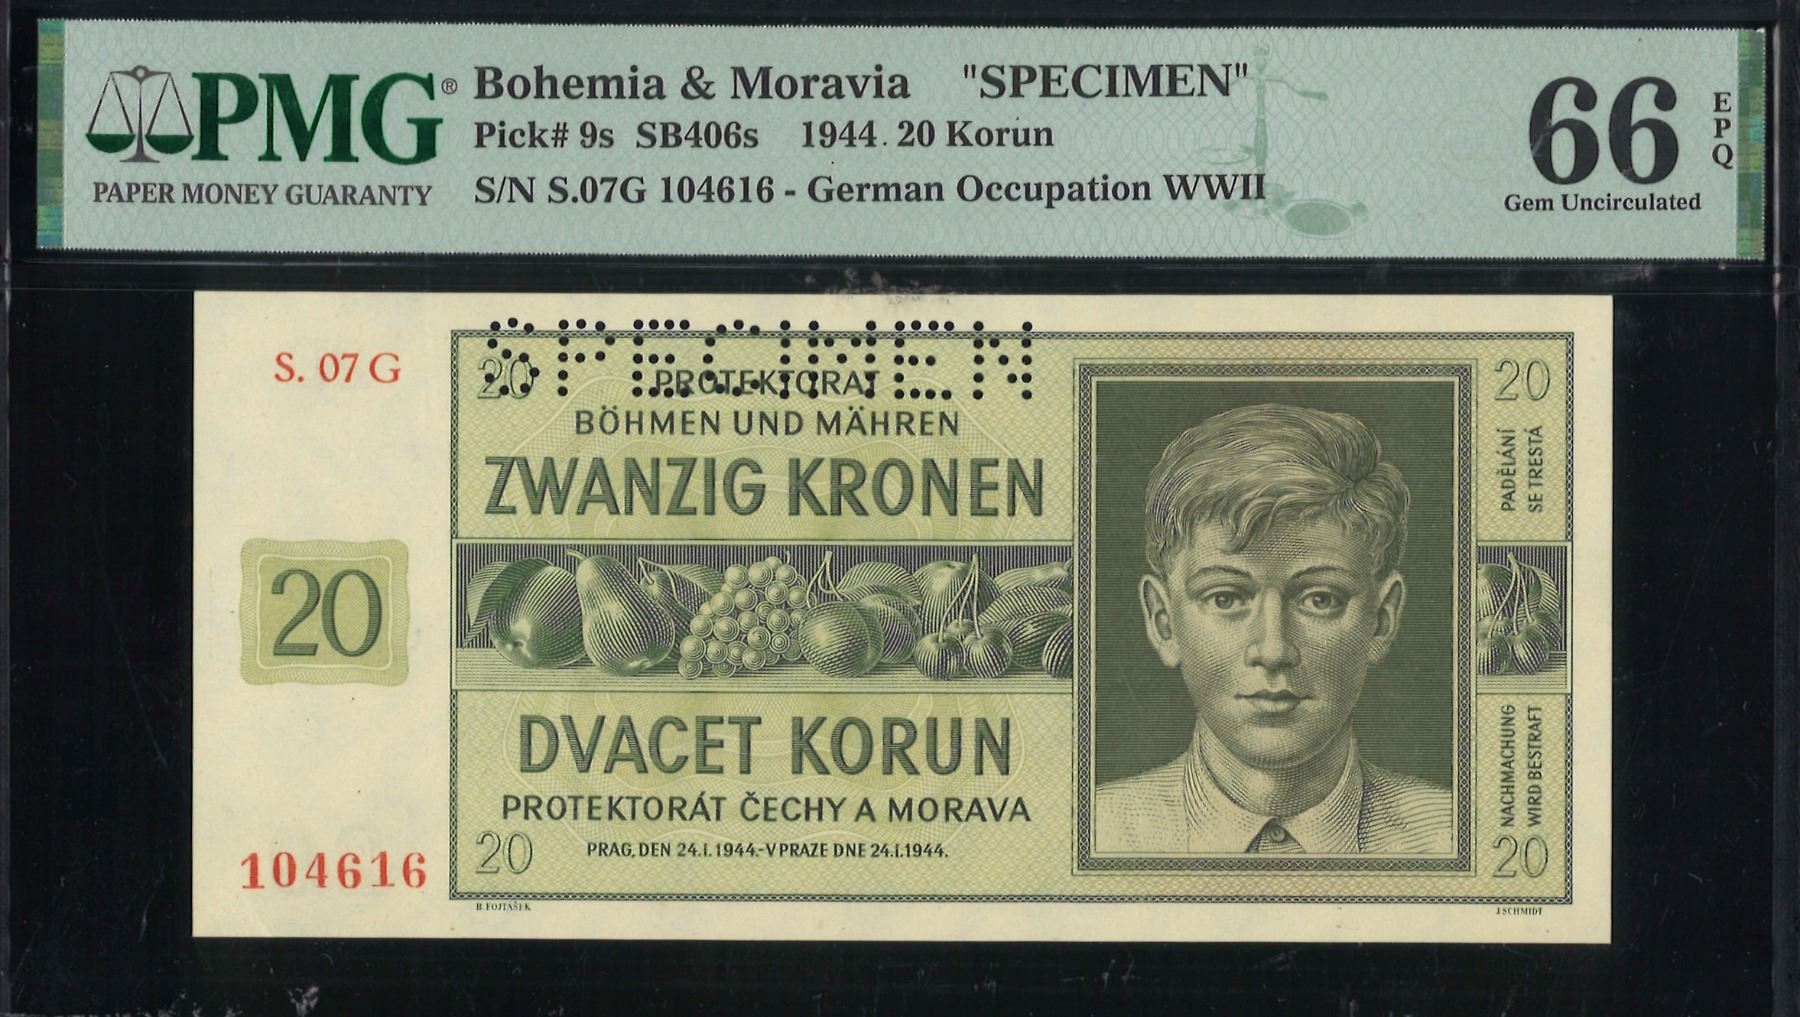 PMG®
PAPER MONEY GUARANTY
Bohemia & Moravia "SPECIMEN"
Pick# 9s SB406s 1944 20 Korun
S/N S.07G 104616 - German Occupation WWII
66
EPQ
Gem Uncirculated
S. 07 G
SPECIMEN
20
PROTEKTORAT
BÖHMEN UND MÄHREN
ZWANZIG KRONEN
20
DVACET KORUN
PROTEKTORÁT ČECHY A MORAVA
PRAG, DEN 24.I.1944.-V PRAZE DNE 24.I.1944.
20
104616
B. FOJTAŠEK
20
PADĚLÁNÍ
SE TRESTÁ
NACHMACHUNG
WIRD BESTRAFT
20
J. SCHMIDT